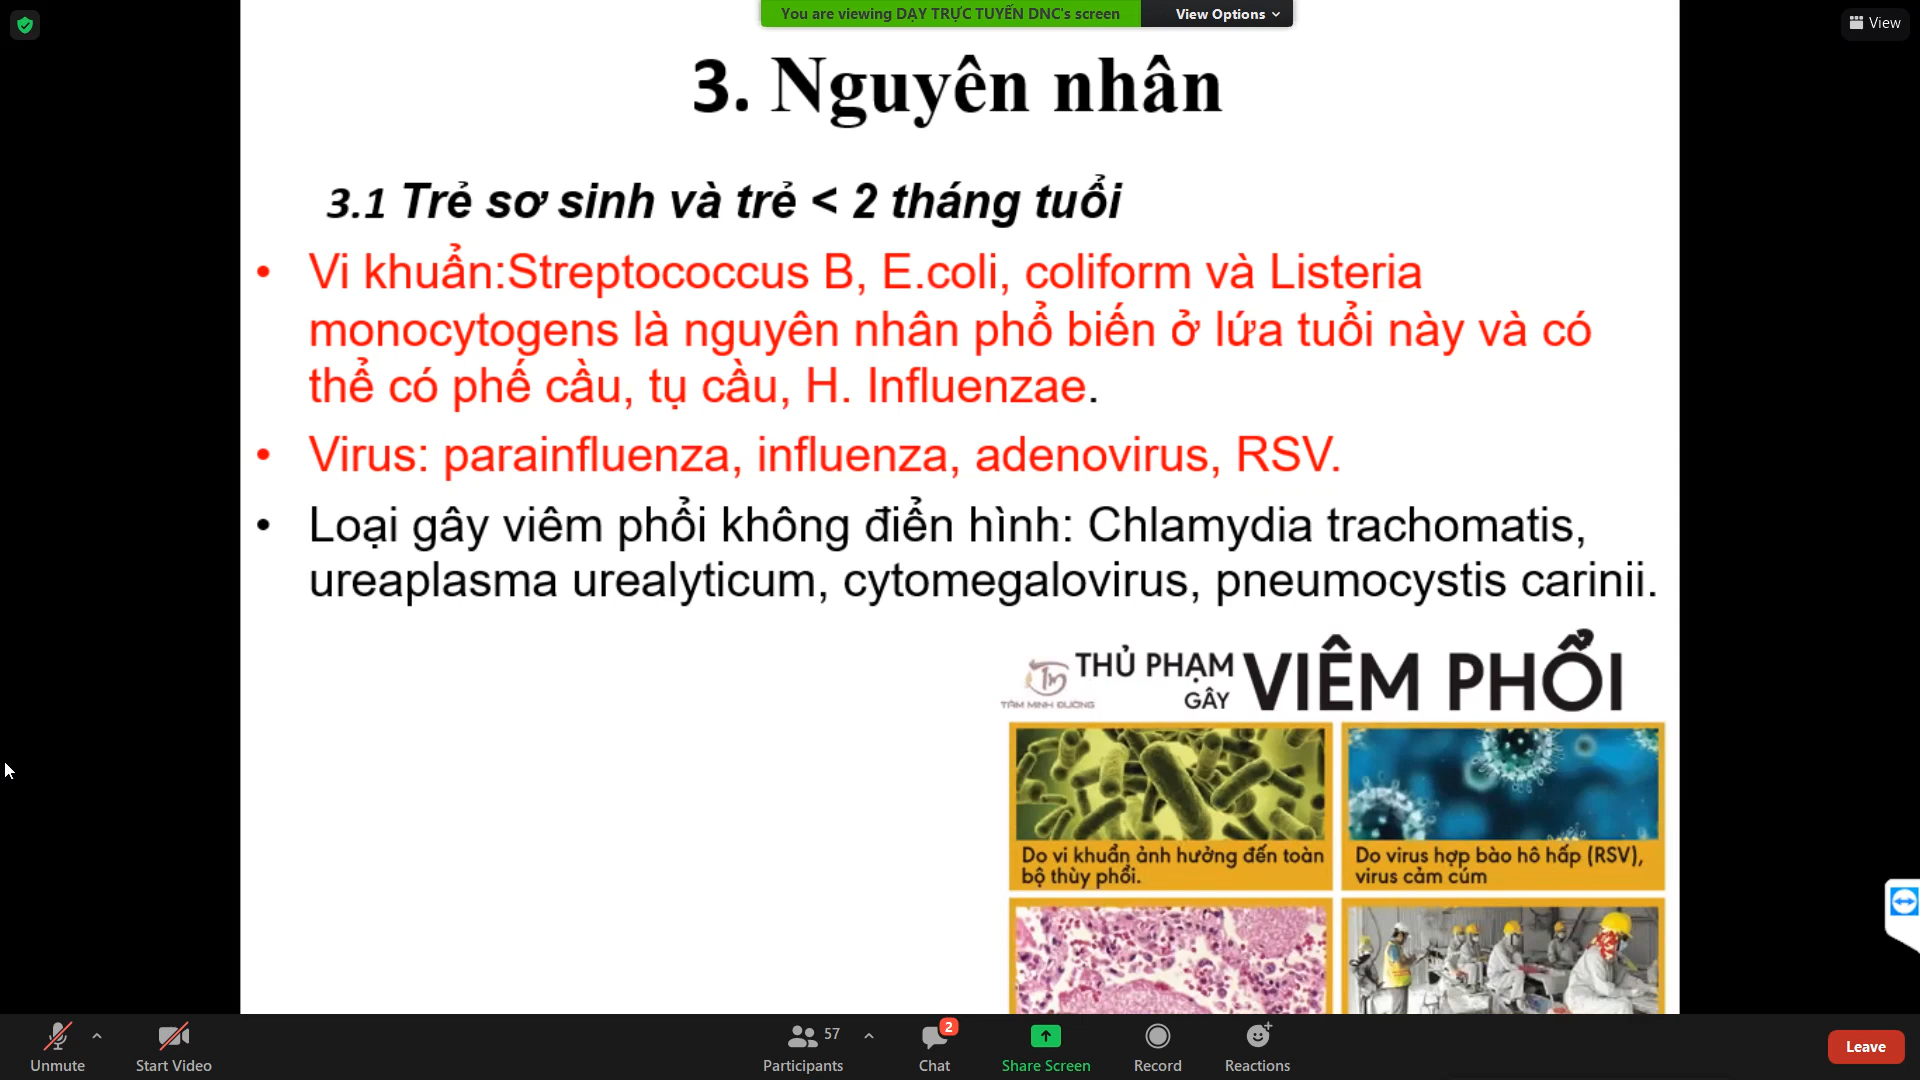 You are viewing DẠY TRỰC TUYẾN DNC's screen
View Options
View
3. Nguyên nhân
3.1 Trẻ sơ sinh và trẻ < 2 tháng tuổi
• Vi khuẩn:Streptococcus B, E.coli, coliform và Listeria
monocytogens là nguyên nhân phổ biến ở lứa tuổi này và có
thể có phế cầu, tụ cầu, H. Influenzae.
• Virus: parainfluenza, influenza, adenovirus, RSV.
• Loại gây viêm phổi không điển hình: Chlamydia trachomatis,
ureaplasma urealyticum, cytomegalovirus, pneumocystis carinii.
TÂM MINH ĐƯỜNG
THỦ PHẠM
GÂY
VIÊM PHỔI
Do vi khuẩn ảnh hưởng đến toàn
bộ thùy phổi.
Do virus hợp bào hô hấp (RSV),
virus cảm cúm
Unmute
Start Video
57
Participants
2
Chat
Share Screen
Record
Reactions
Leave